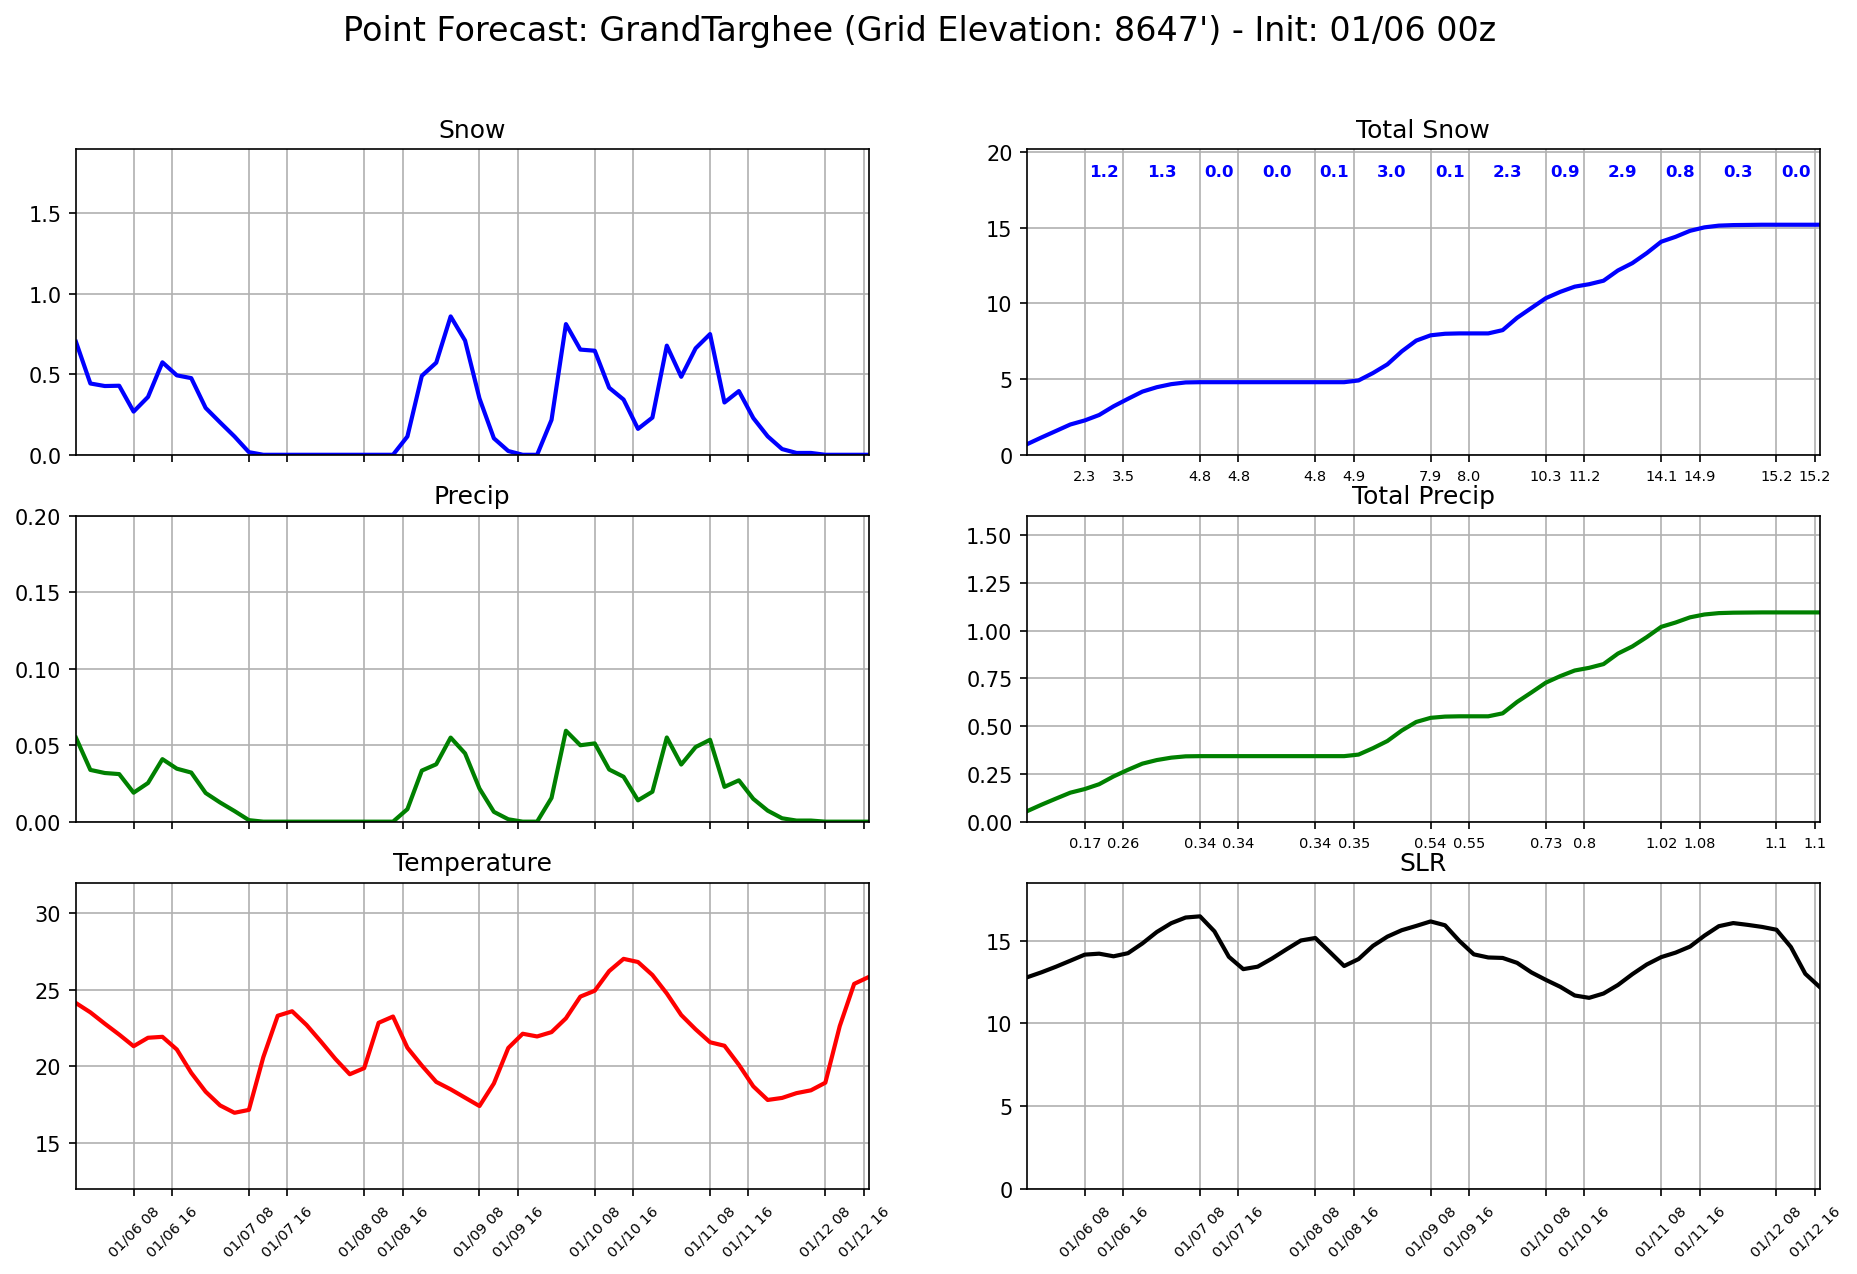 Point Forecast: GrandTarghee (Grid Elevation: 8647') - Init: 01/06 00z
Snow
1.5
1.0
0.5
0.0
Total Snow
20
15
10
5
0
1.2 1.3 0.0 0.0 0.1 3.0 0.1 2.3 0.9 2.9 0.8 0.3 0.0
2.3 3.5 4.8 4.8 4.8 4.9 7.9 8.0 10.3 11.2 14.1 14.9 15.2 15.2
Precip
0.20
0.15
0.10
0.05
0.00
Total Precip
1.50
1.25
1.00
0.75
0.50
0.25
0.00
0.17 0.26 0.34 0.34 0.34 0.35 0.54 0.55 0.73 0.8 1.02 1.08 1.1 1.1
Temperature
30
25
20
15
01/06 08 01/06 16 01/07 08 01/07 16 01/08 08 01/08 16 01/09 08 01/09 16 01/10 08 01/10 16 01/11 08 01/11 16 01/12 08 01/12 16
SLR
15
10
5
0
01/06 08 01/06 16 01/07 08 01/07 16 01/08 08 01/08 16 01/09 08 01/09 16 01/10 08 01/10 16 01/11 08 01/11 16 01/12 08 01/12 16